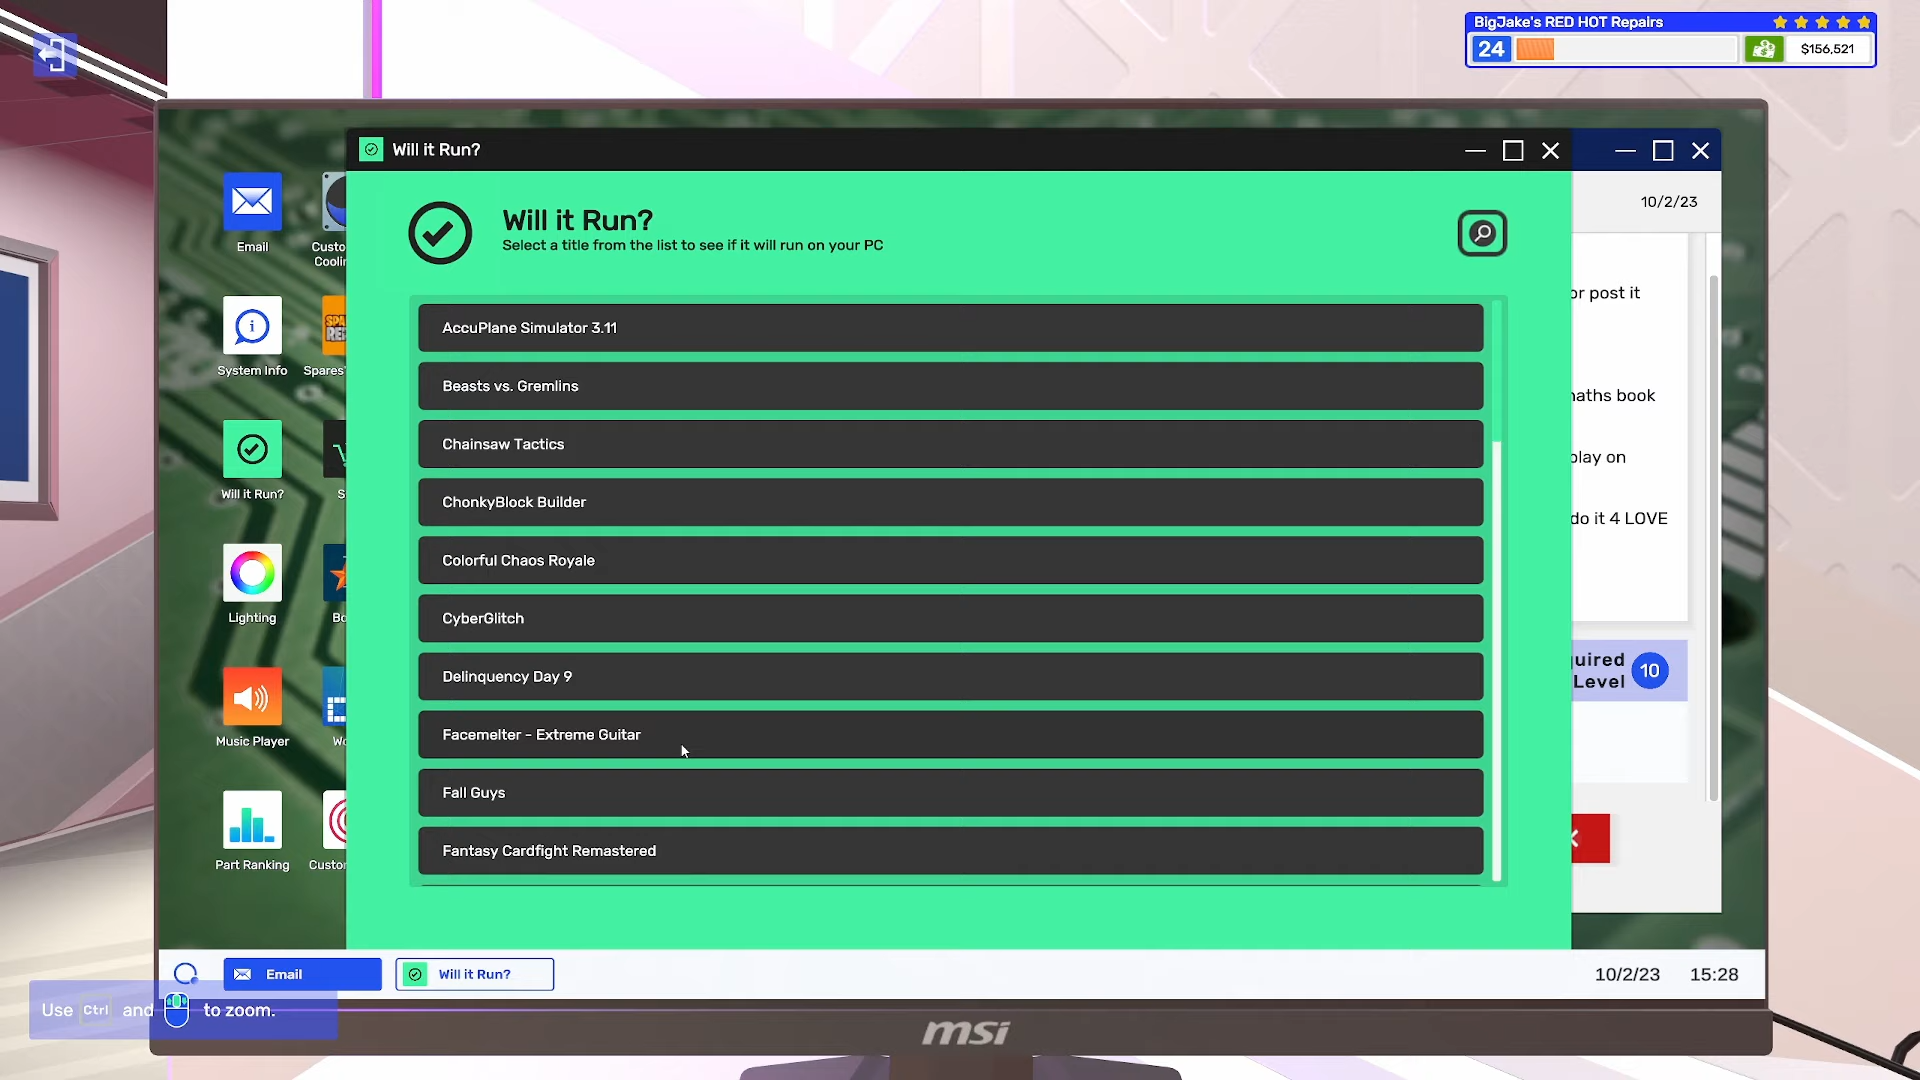 BigJake's RED HOT Repairs
24
$156,521
Will it Run?
Will it Run?
Select a title from the list to see if it will run on your PC
10/2/23
Email
System Info
Will it Run?
Lighting
Music Player
Part Ranking
AccuPlane Simulator 3.11
Beasts vs. Gremlins
Chainsaw Tactics
ChonkyBlock Builder
Colorful Chaos Royale
CyberGlitch
Delinquency Day 9
Facemelter - Extreme Guitar
Fall Guys
Fantasy Cardfight Remastered
or post it
book
play on
do it 4 LOVE
Level
10
Email
Will it Run?
10/2/23
15:28
Use Ctrl and to zoom.
msi